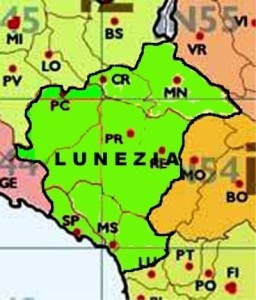 45
N55
MI
BS
VR
VI
LO
PV
CR
MN
PC
PR
LUNEZIA
RE
54
MO
BO
GE
SP
MS
LU
PT
PO
FI